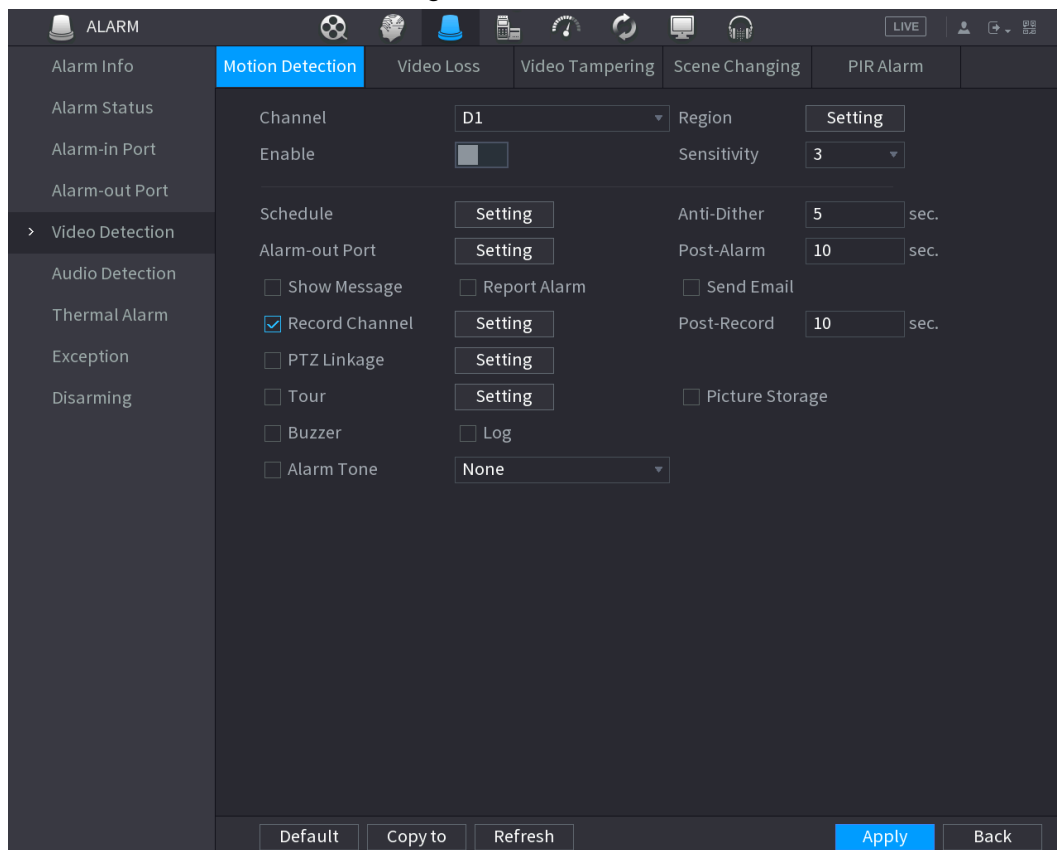 ALARM LIVE
Alarm Info
Alarm Status
Alarm-in Port
Alarm-out Port
> Video Detection
Audio Detection
Thermal Alarm
Exception
Disarming
Motion Detection Video Loss Video Tampering Scene Changing PIR Alarm
Channel D1 Region Setting
Enable Sensitivity 3
Schedule Setting Anti-Dither 5 sec.
Alarm-out Port Setting Post-Alarm 10 sec.
Show Message Report Alarm Send Email
Record Channel Setting Post-Record 10 sec.
PTZ Linkage Setting
Tour Setting Picture Storage
Buzzer Log
Alarm Tone None
Default Copy to Refresh Apply Back